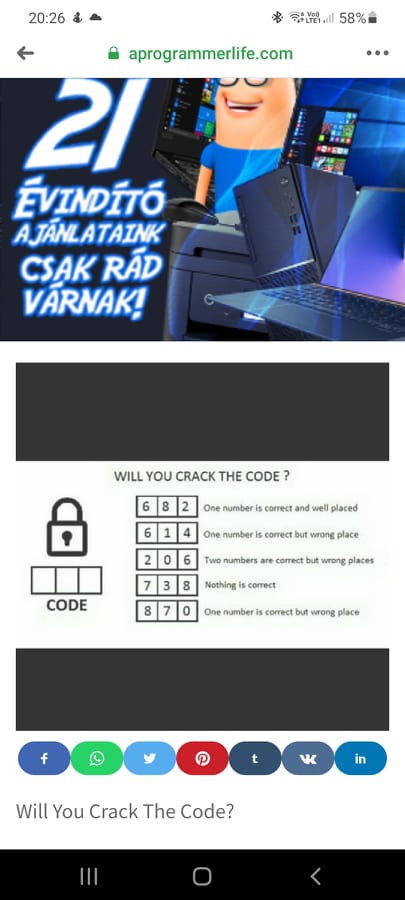 20:26 Vo) LTE1 58%
aprogrammerlife.com
21
ÉVINDÍTÓ
AJÁNLATAINK
CSAK RÁD
VÁRNAK!
WILL YOU CRACK THE CODE ?
6 8 2 One number is correct and well placed
6 1 4 One number is correct but wrong place
2 0 6 Two numbers are correct but wrong places
7 3 8 Nothing is correct
8 7 0 One number is correct but wrong place
CODE
f t in
Will You Crack The Code?